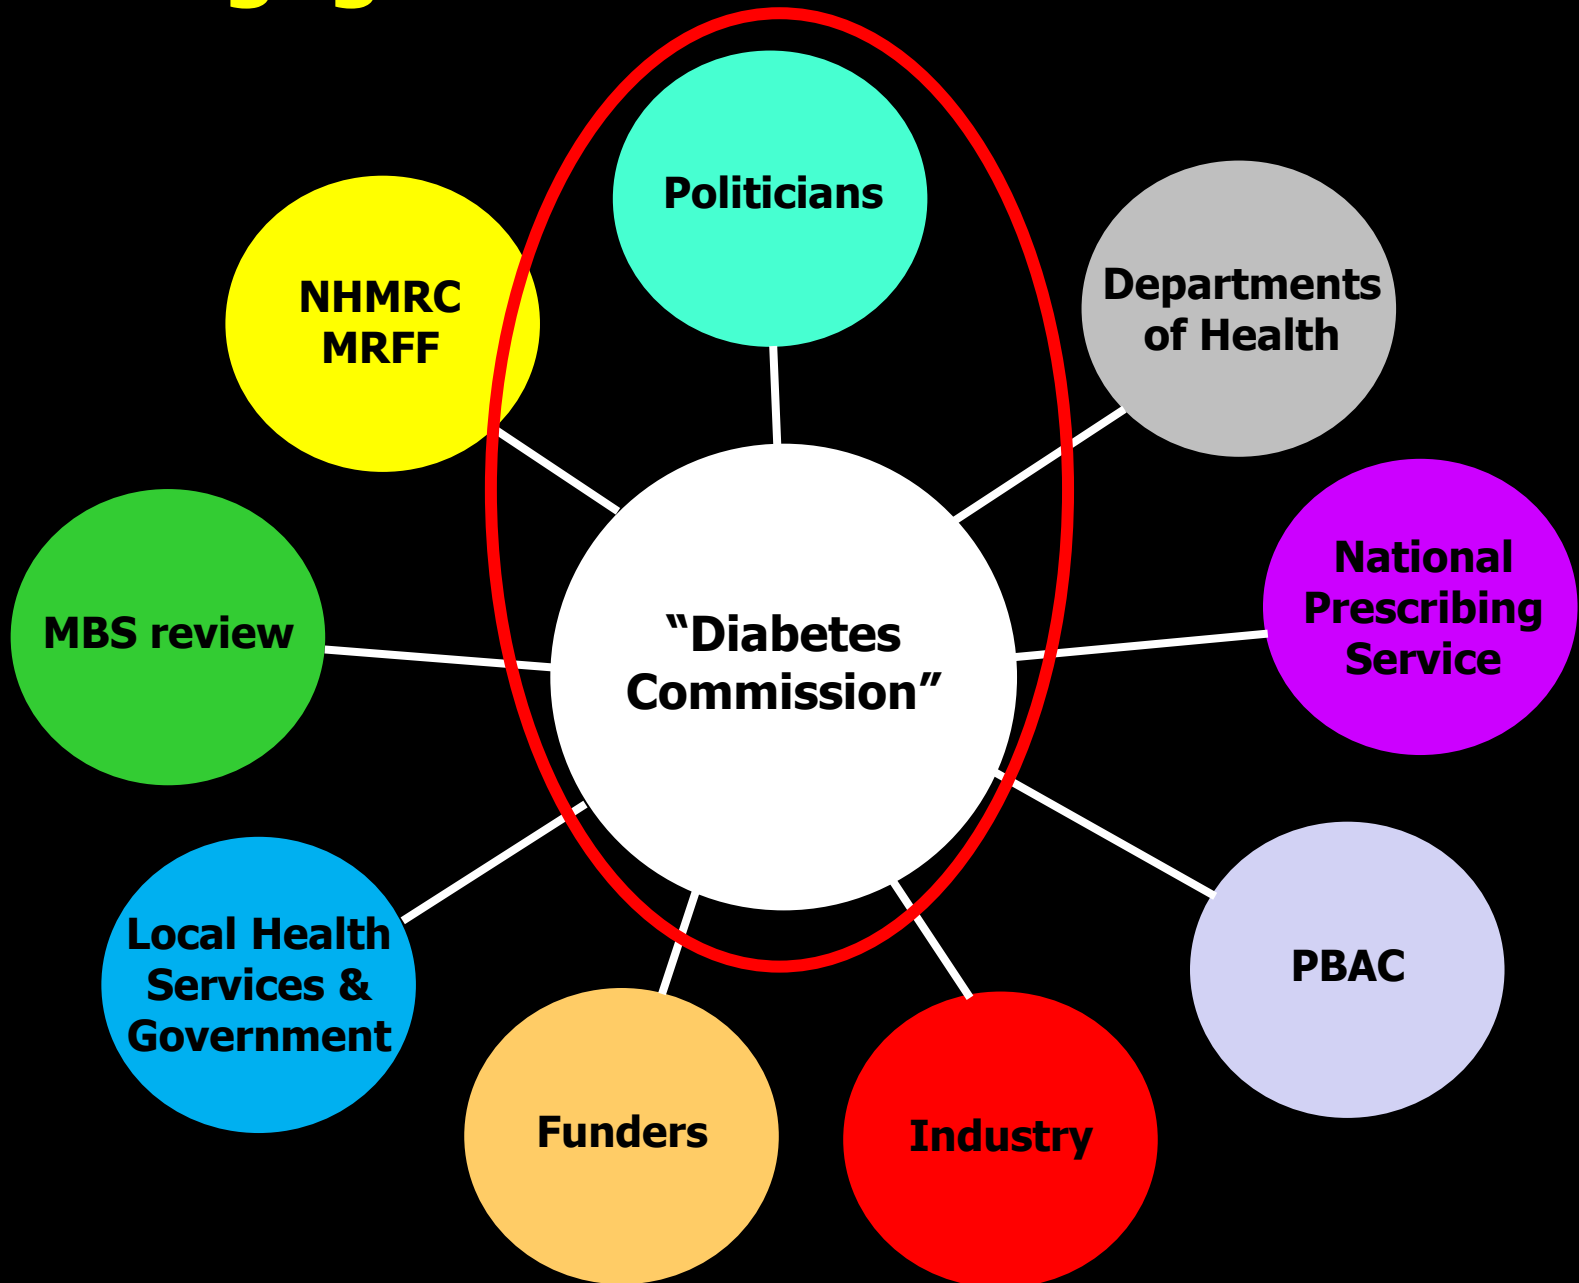 Politicians
NHMRC
MRFF
Departments
of Health
National
Prescribing
Service
MBS review
“Diabetes
Commission”
Local Health
Services &
Government
PBAC
Funders
Industry